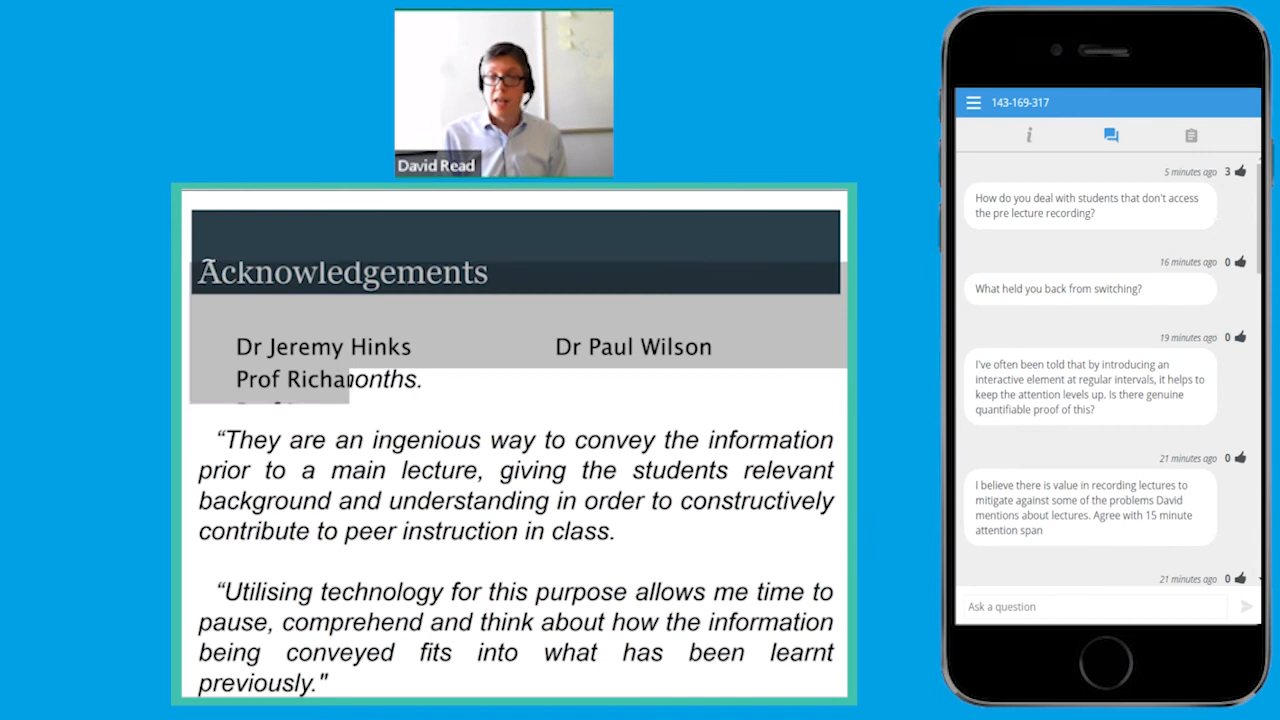 David Read
Acknowledgements
Dr Jeremy Hinks Dr Paul Wilson
Prof onths.
“They are an ingenious way to convey the information
prior to a main lecture, giving the students relevant
background and understanding in order to constructively
contribute to peer instruction in class.
“Utilising technology for this purpose allows me time to
pause, comprehend and think about how the information
being conveyed fits into what has been learnt
previously."
143-169-317
5 minutes ago 3
How do you deal with students that don't access
the pre lecture recording?
16 minutes ago 0
What held you back from switching?
19 minutes ago 0
I've often been told that by introducing an
interactive element at regular intervals, it helps to
keep the attention levels up. Is there genuine
quantifiable proof of this?
21 minutes ago 0
I believe there is value in recording lectures to
mitigate against some of the problems David
mentions about lectures. Agree with 15 minute
attention span
21 minutes ago 0
Ask a question